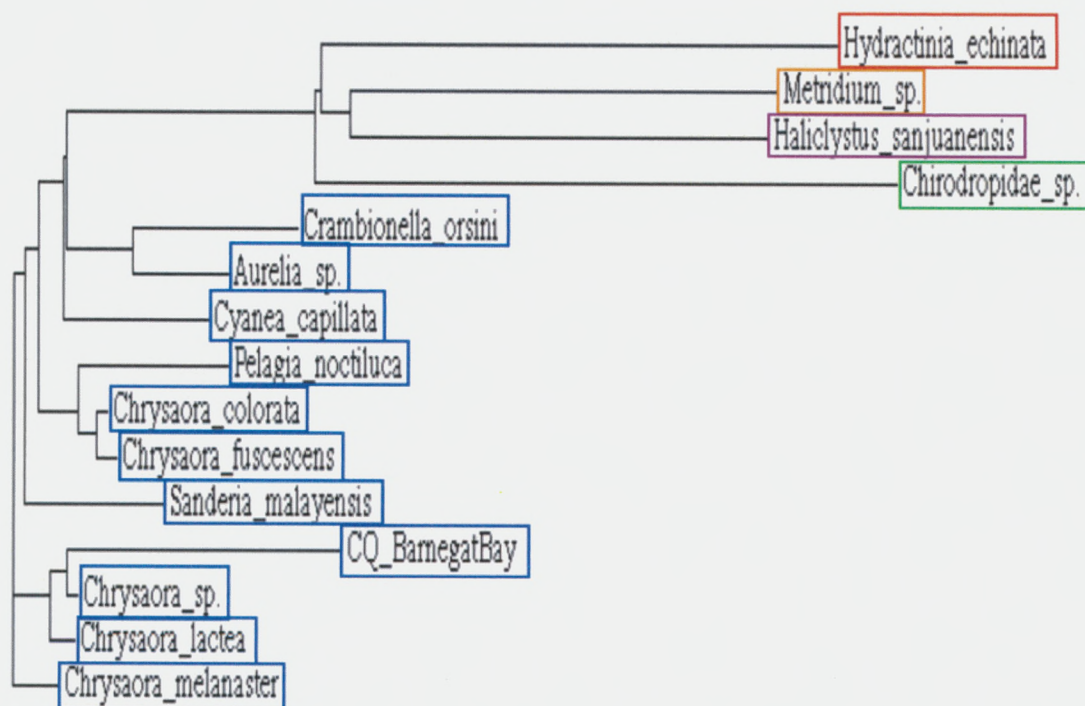 Hydractinia_echinata
Metridium_sp.
Haliclystus_sanjuanensis
Chirodropidae_sp.
Crambionella_orsini
Aurelia_sp.
Cyanea_capillata
Pelagia_noctiluca
Chrysaora_colorata
Chrysaora_fuscescens
Sanderia_malayensis
CQ_BarnegatBay
Chrysaora_sp.
Chrysaora_lactea
Chrysaora_melanaster